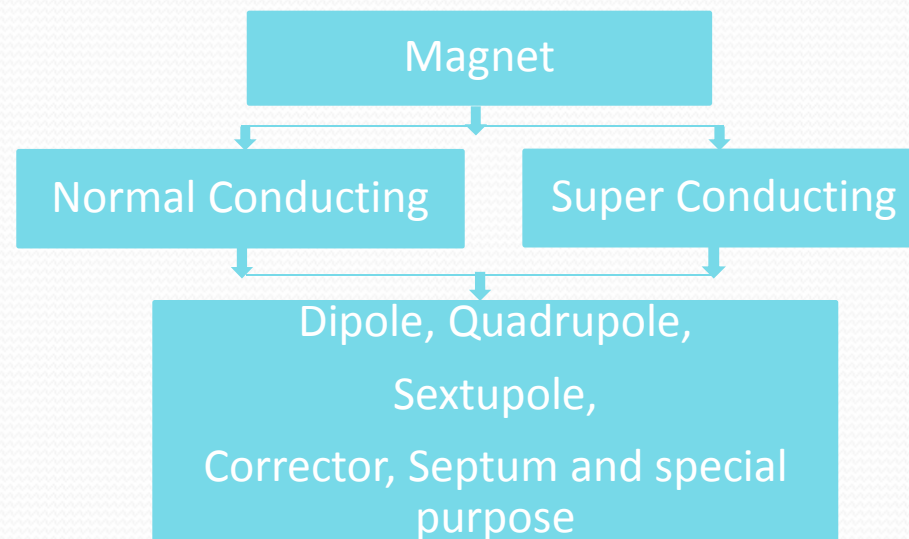 Magnet
Normal Conducting
Super Conducting
Dipole, Quadrupole,
Sextupole,
Corrector, Septum and special
purpose